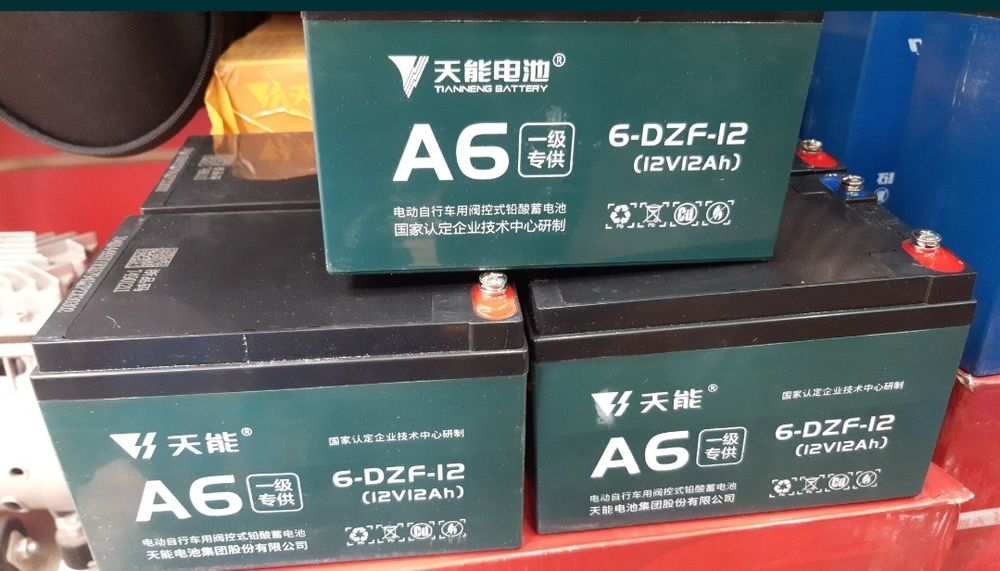 天能电池®
TIANNENG BATTERY
A6
一级
专供
6-DZF-12
(12V12Ah)
电动自行车用阀控式铅酸蓄电池
国家认定企业技术中心研制
Pb
Pb
Cd
天能®
国家认定企业技术中心研制
A6
一级
专供
6-DZF-12
(12V12Ah)
电动自行车用阀控式铅酸蓄电池
天能电池集团股份有限公司
Cd
天能®
国家认定企业技术中心研制
A6
一级
专供
6-DZF-12
(12V12Ah)
电动自行车用阀控式铅酸蓄电池
天能电池集团股份有限公司
Cd
天